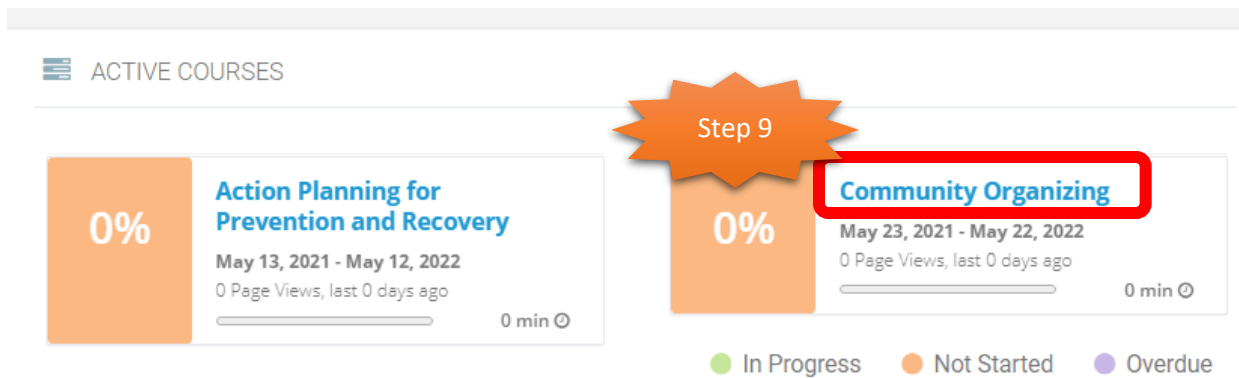 ACTIVE COURSES
Step 9
0%
Action Planning for
Prevention and Recovery
May 13, 2021 - May 12, 2022
0 Page Views, last 0 days ago
0 min
0%
Community Organizing
May 23, 2021 - May 22, 2022
0 Page Views, last 0 days ago
0 min
In Progress
Not Started
Overdue